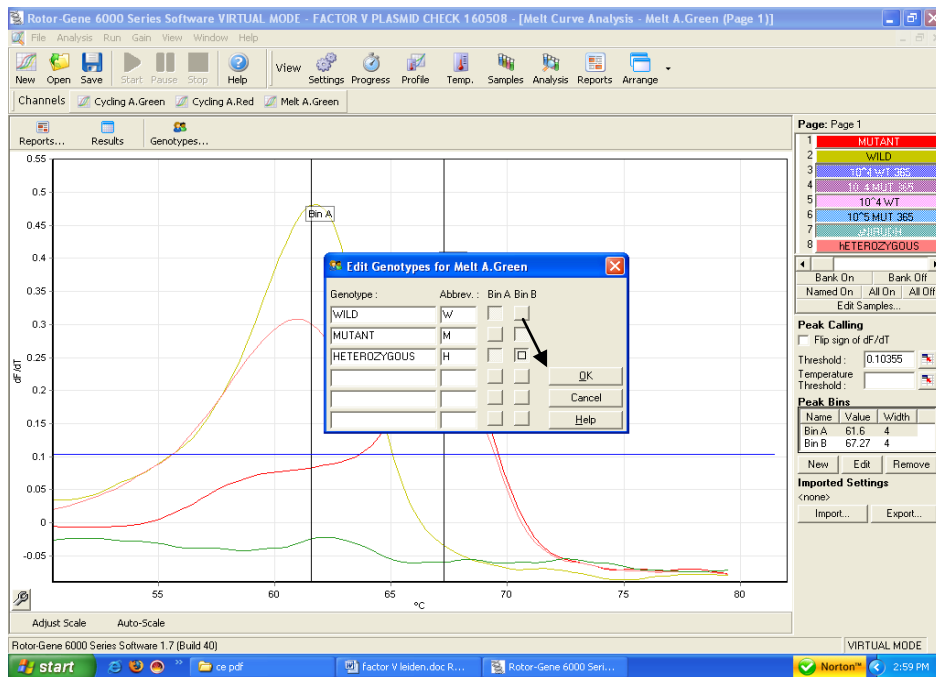 Rotor-Gene 6000 Series Software VIRTUAL MODE - FACTOR V PLASMID CHECK 160508 - [Melt Curve Analysis - Melt A.Green (Page 1)]
File Analysis Run Gain View Window Help
New Open Save Start Pause Stop Help View Settings Progress Profile Temp. Samples Analysis Reports Arrange
Channels Cycling A.Green Cycling A.Red Melt A.Green
Reports... Results Genotypes...
Page: Page 1
1 MUTANT
2 WILD
3 10^4 WT 365
4 10^4 MUT 365
5 10^4 WT
6 10^5 MUT 365
7 aNIRUDH
8 hETEROZYGOUS
Bank On Bank Off
Named On All On All Off
Edit Samples...
Peak Calling
Flip sign of dF/dT
Threshold : 0.10355
Temperature Threshold :
Peak Bins
Name Value Width
Bin A 61.6 4
Bin B 67.27 4
New Edit Remove
Imported Settings
<none>
Import... Export...
0.55
0.5
0.45
0.4
0.35
0.3
0.25
0.2
0.15
0.1
0.05
0
-0.05
dF/dT
Bin A
55 60 65 70 75 80
°C
Edit Genotypes for Melt A.Green
Genotype : Abbrev. : Bin A Bin B
WILD W
MUTANT M
HETEROZYGOUS H
OK
Cancel
Help
Adjust Scale Auto-Scale
Rotor-Gene 6000 Series Software 1.7 (Build 40)
VIRTUAL MODE
start ce pdf factor V leiden.doc R... Rotor-Gene 6000 Seri... Norton™ 2:59 PM